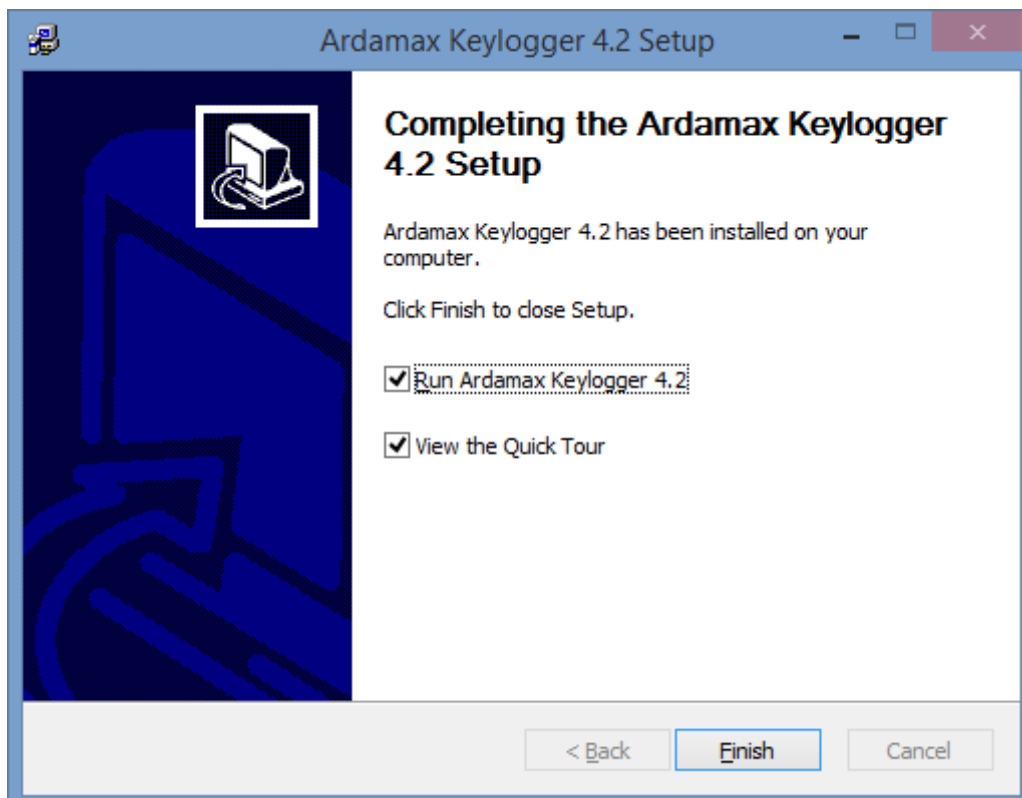 Ardamax Keylogger 4.2 Setup
Completing the Ardamax Keylogger
4.2 Setup
Ardamax Keylogger 4.2 has been installed on your
computer.
Click Finish to close Setup.
Run Ardamax Keylogger 4.2
View the Quick Tour
< Back Finish Cancel